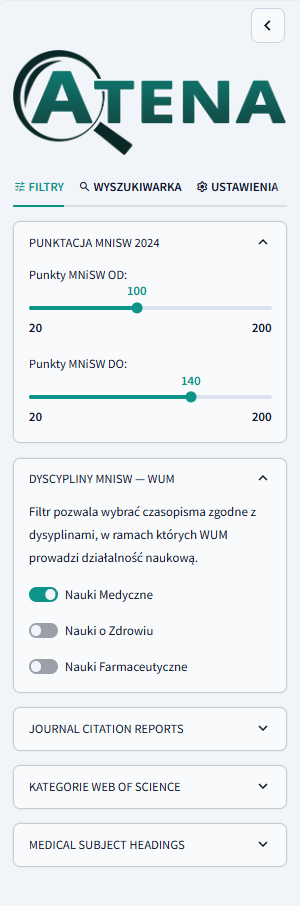 ATENA
FILTRY WYSZUKIWARKA USTAWIENIA
PUNKTACJA MNISW 2024
Punkty MNiSW OD:
100
20 200
Punkty MNiSW DO:
140
20 200
DYSCYPLINY MNISW — WUM
Filtr pozwala wybrać czasopisma zgodne z
dysyplinami, w ramach których WUM
prowadzi działalność naukową.
Nauki Medyczne
Nauki o Zdrowiu
Nauki Farmaceutyczne
JOURNAL CITATION REPORTS
KATEGORIE WEB OF SCIENCE
MEDICAL SUBJECT HEADINGS